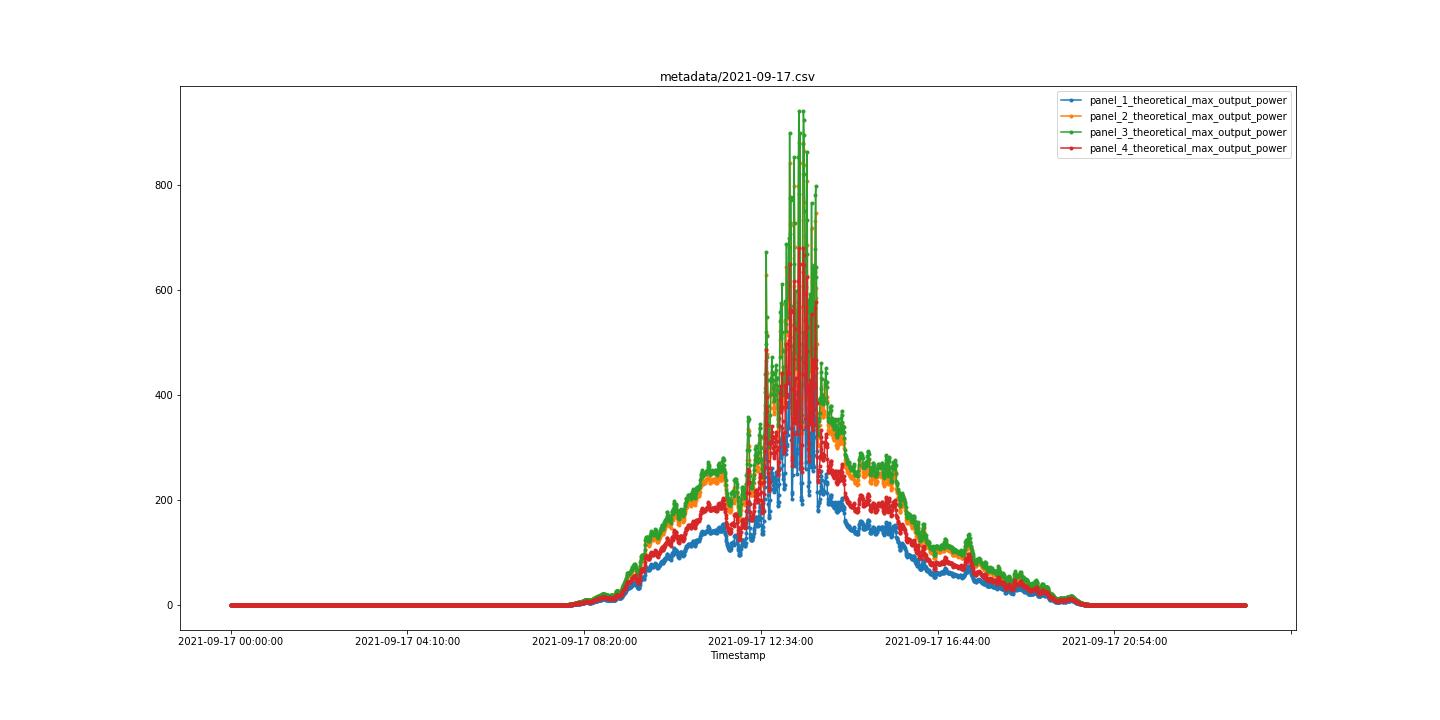 metadata/2021-09-17.csv
panel_1_theoretical_max_output_power
panel_2_theoretical_max_output_power
panel_3_theoretical_max_output_power
panel_4_theoretical_max_output_power
800
600
400
200
0
2021-09-17 00:00:00 2021-09-17 04:10:00 2021-09-17 08:20:00 2021-09-17 12:34:00 2021-09-17 16:44:00 2021-09-17 20:54:00
Timestamp